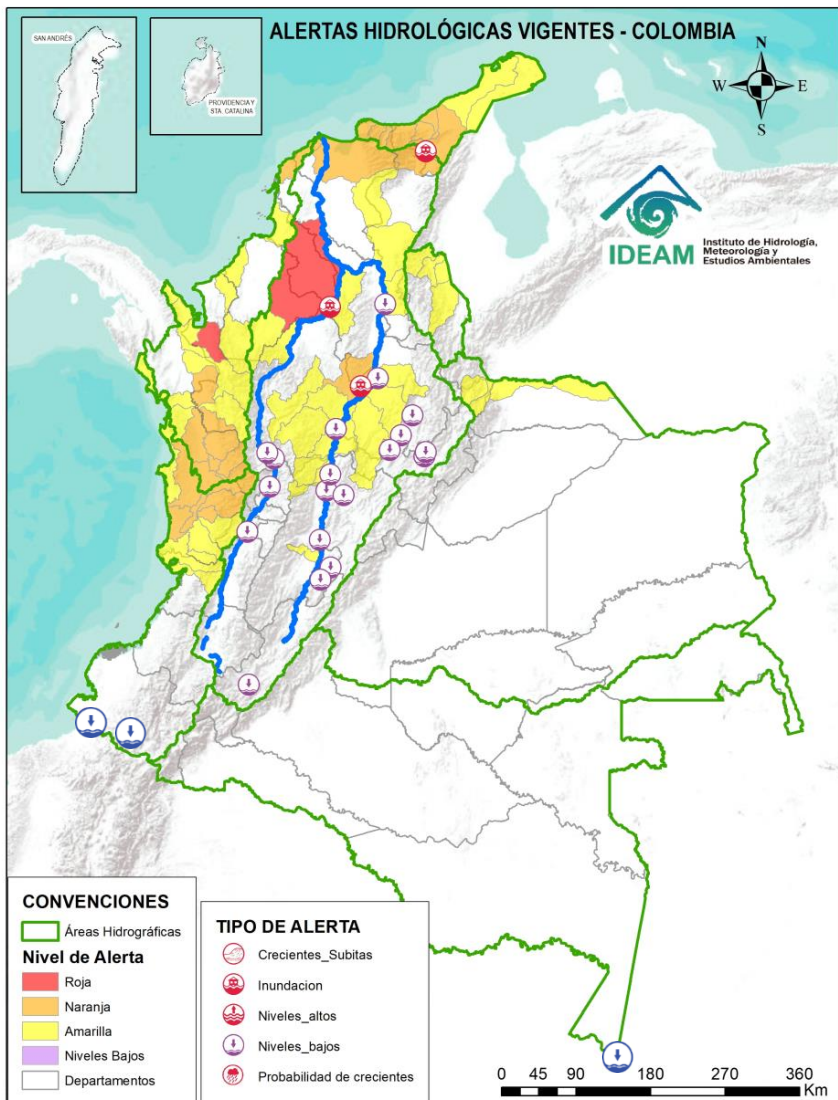 ALERTAS HIDROLÓGICAS VIGENTES - COLOMBIA
SAN ANDRÉS
PROVIDENCIA Y
STA. CATALINA
N
W
E
S
IDEAM
Instituto de Hidrología,
Meteorología y
Estudios Ambientales
CONVENCIONES
Áreas Hidrográficas
Nivel de Alerta
Roja
Naranja
Amarilla
Niveles Bajos
Departamentos
TIPO DE ALERTA
Crecientes_Subitas
Inundacion
Niveles_altos
Niveles_bajos
Probabilidad de crecientes
0 45 90 180 270 360
Km